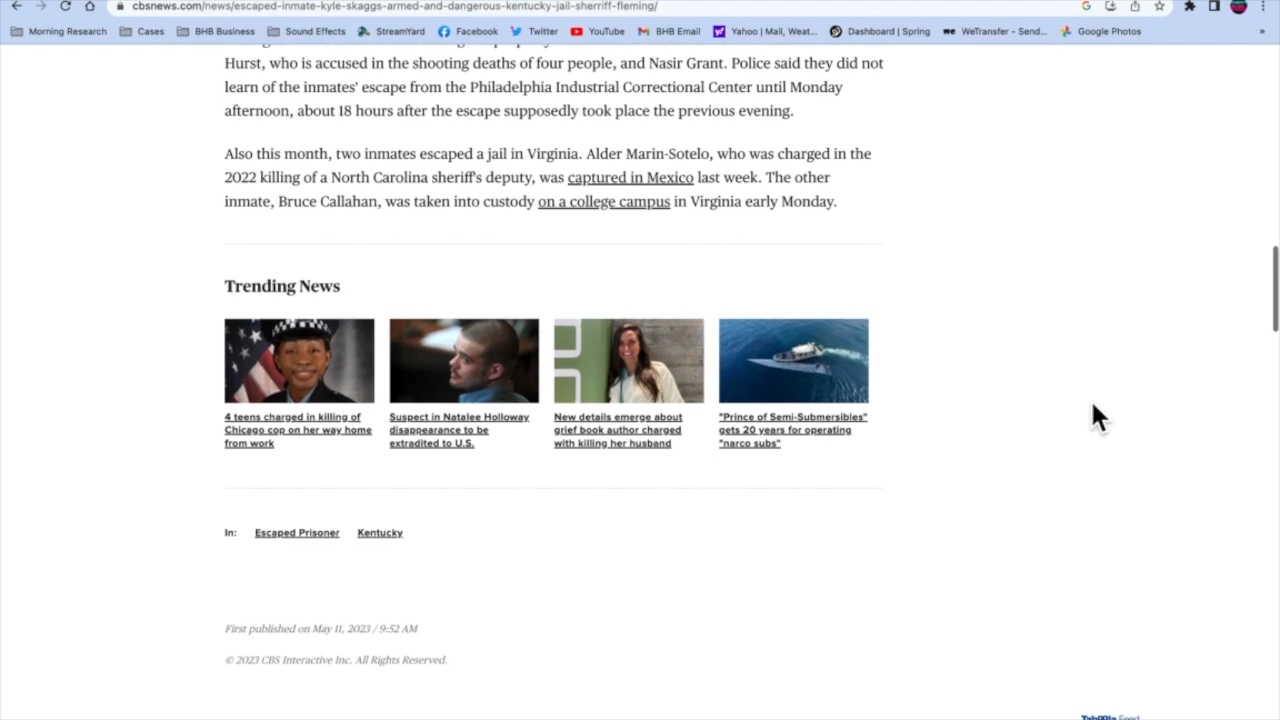 cbsnews.com/news/escaped-inmate-kyle-skaggs-armed-and-dangerous-kentucky-jail-sherriff-fleming/
Morning Research Cases BHB Business Sound Effects StreamYard Facebook Twitter YouTube BHB Email Yahoo | Mail, Weat... Dashboard | Spring WeTransfer - Send... Google Photos »
Hurst, who is accused in the shooting deaths of four people, and Nasir Grant. Police said they did not
learn of the inmates' escape from the Philadelphia Industrial Correctional Center until Monday
afternoon, about 18 hours after the escape supposedly took place the previous evening.
Also this month, two inmates escaped a jail in Virginia. Alder Marin-Sotelo, who was charged in the
2022 killing of a North Carolina sheriff's deputy, was captured in Mexico last week. The other
inmate, Bruce Callahan, was taken into custody on a college campus in Virginia early Monday.
Trending News
4 teens charged in killing of
Chicago cop on her way home
from work
Suspect in Natalee Holloway
disappearance to be
extradited to U.S.
New details emerge about
grief book author charged
with killing her husband
"Prince of Semi-Submersibles"
gets 20 years for operating
"narco subs"
In: Escaped Prisoner Kentucky
First published on May 11, 2023 / 9:52 AM
© 2023 CBS Interactive Inc. All Rights Reserved.
Taboola Feed